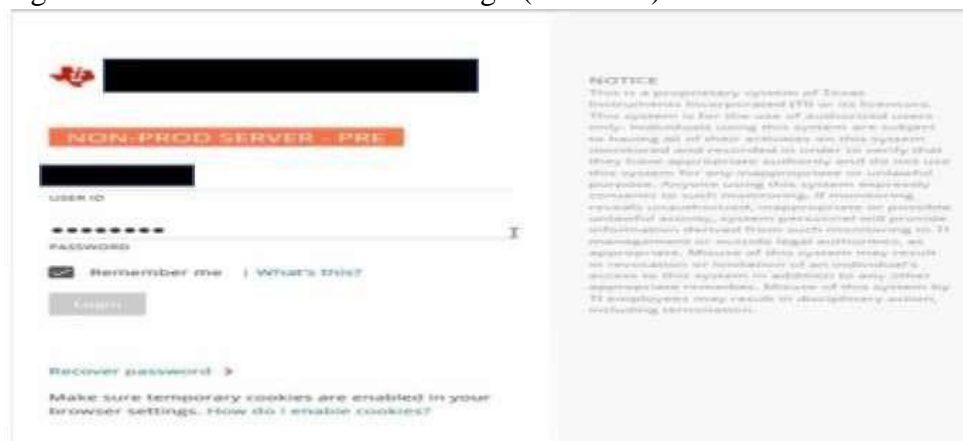 NON-PROD SERVER - PRE
USER ID
PASSWORD
Remember me | What's this?
Login
Recover password >
Make sure temporary cookies are enabled in your
browser settings. How do I enable cookies?
NOTICE
This is a proprietary system of Texas
Instruments Incorporated (TI) or its licensors.
This system is for the use of authorized users
only. Individuals using this system are subject
to having all of their activities on this system
monitored and recorded in order to verify that
they have appropriate authority and do not use
this system for any inappropriate or unlawful
purpose. Anyone using this system expressly
consents to such monitoring. If monitoring
reveals unauthorized, inappropriate or possible
unlawful activity, system personnel will provide
information derived from such monitoring to TI
management or outside legal authorities, as
appropriate. Misuse of this system may result
in revocation or limitation of an individual's
access to this system in addition to any other
appropriate remedies. Misuse of this system by
TI employees may result in disciplinary action,
including termination.